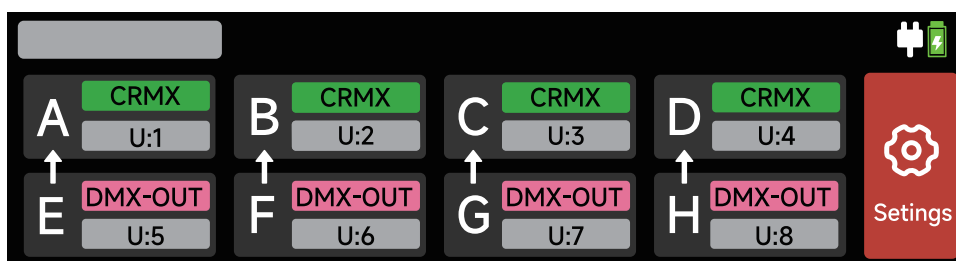 A CRMX U:1
B CRMX U:2
C CRMX U:3
D CRMX U:4
E DMX-OUT U:5
F DMX-OUT U:6
G DMX-OUT U:7
H DMX-OUT U:8
Setings